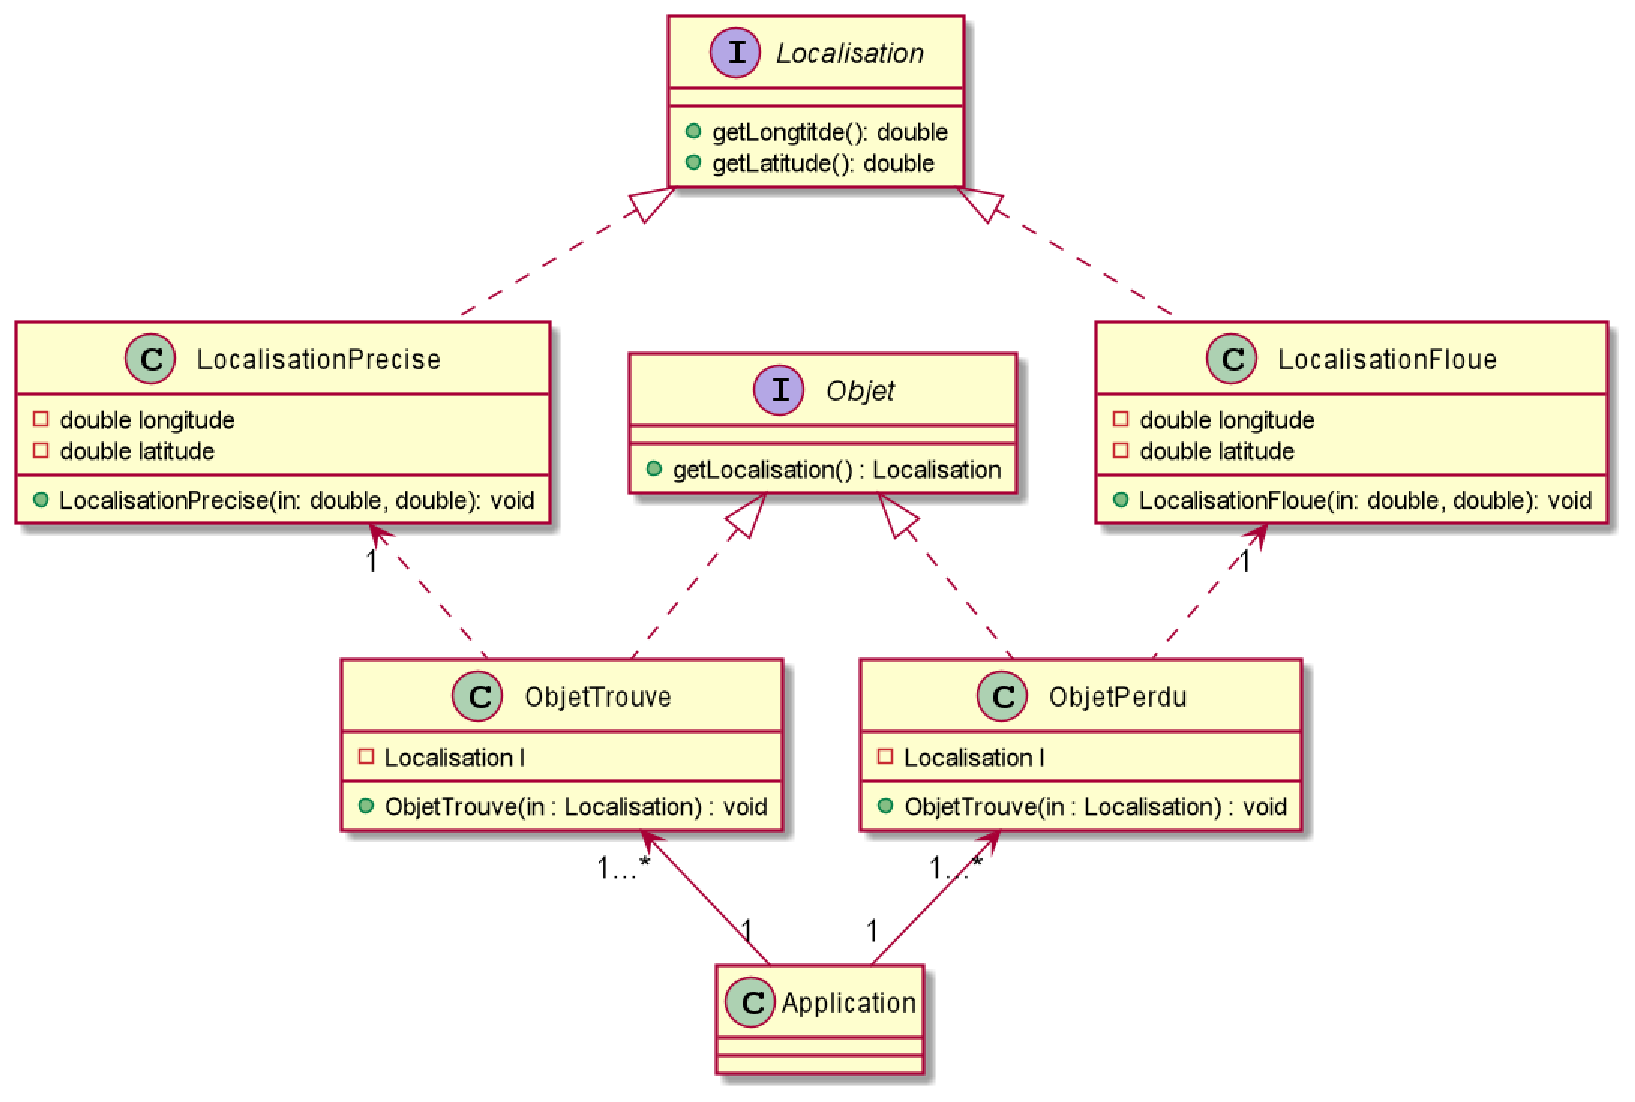 I Localisation
getLongtitde(): double
getLatitude(): double
C LocalisationPrecise
double longitude
double latitude
LocalisationPrecise(in: double, double): void
I Objet
getLocalisation() : Localisation
C LocalisationFloue
double longitude
double latitude
LocalisationFloue(in: double, double): void
1
1
C ObjetTrouve
Localisation l
ObjetTrouve(in : Localisation) : void
C ObjetPerdu
Localisation l
ObjetTrouve(in : Localisation) : void
1...*
1...*
1
1
C Application